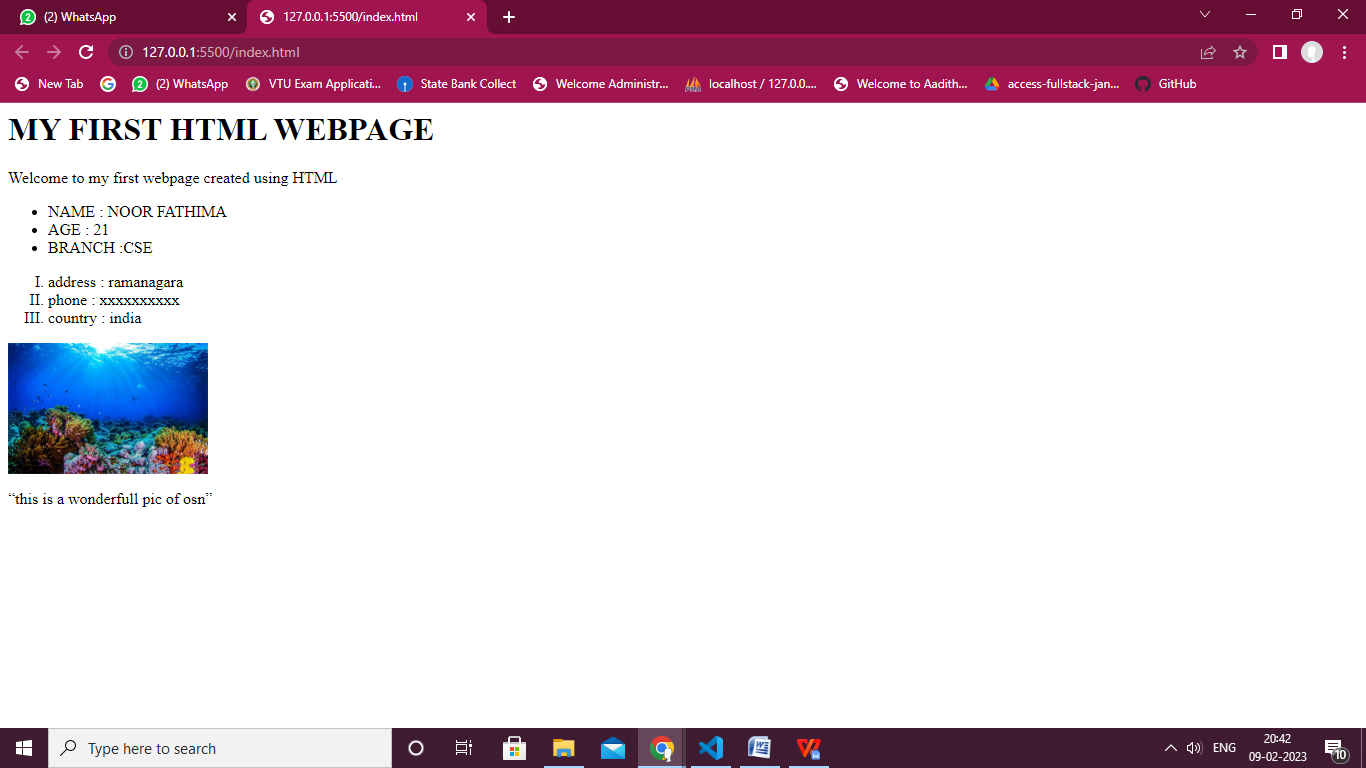 (2) WhatsApp
127.0.0.1:5500/index.html
127.0.0.1:5500/index.html
New Tab
(2) WhatsApp
VTU Exam Applicati...
State Bank Collect
Welcome Administr...
localhost / 127.0.0....
Welcome to Aadith...
access-fullstack-jan...
GitHub
MY FIRST HTML WEBPAGE
Welcome to my first webpage created using HTML
• NAME : NOOR FATHIMA
• AGE : 21
• BRANCH :CSE
I. address : ramanagara
II. phone : xxxxxxxxxx
III. country : india
“this is a wonderfull pic of osn”
Type here to search
ENG
20:42
09-02-2023
10